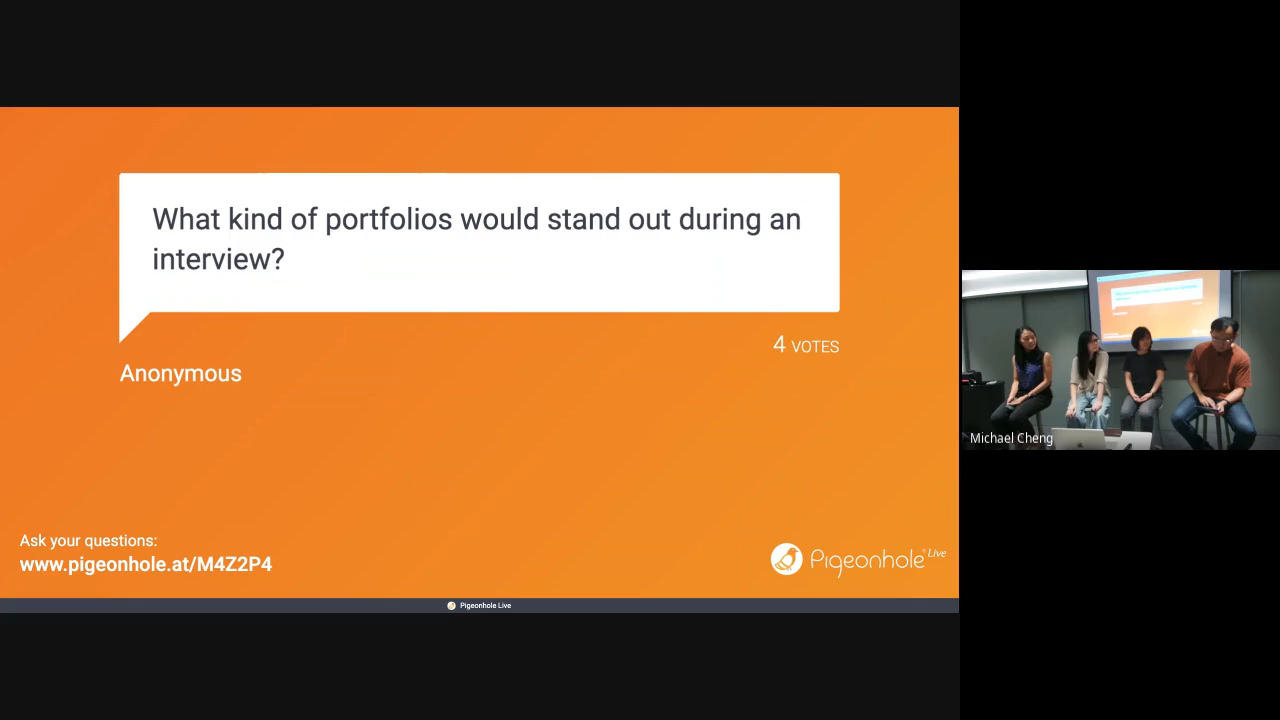 What kind of portfolios would stand out during an
interview?
4 VOTES
Anonymous
Ask your questions:
www.pigeonhole.at/M4Z2P4
Pigeonhole Live
Pigeonhole Live
Michael Cheng